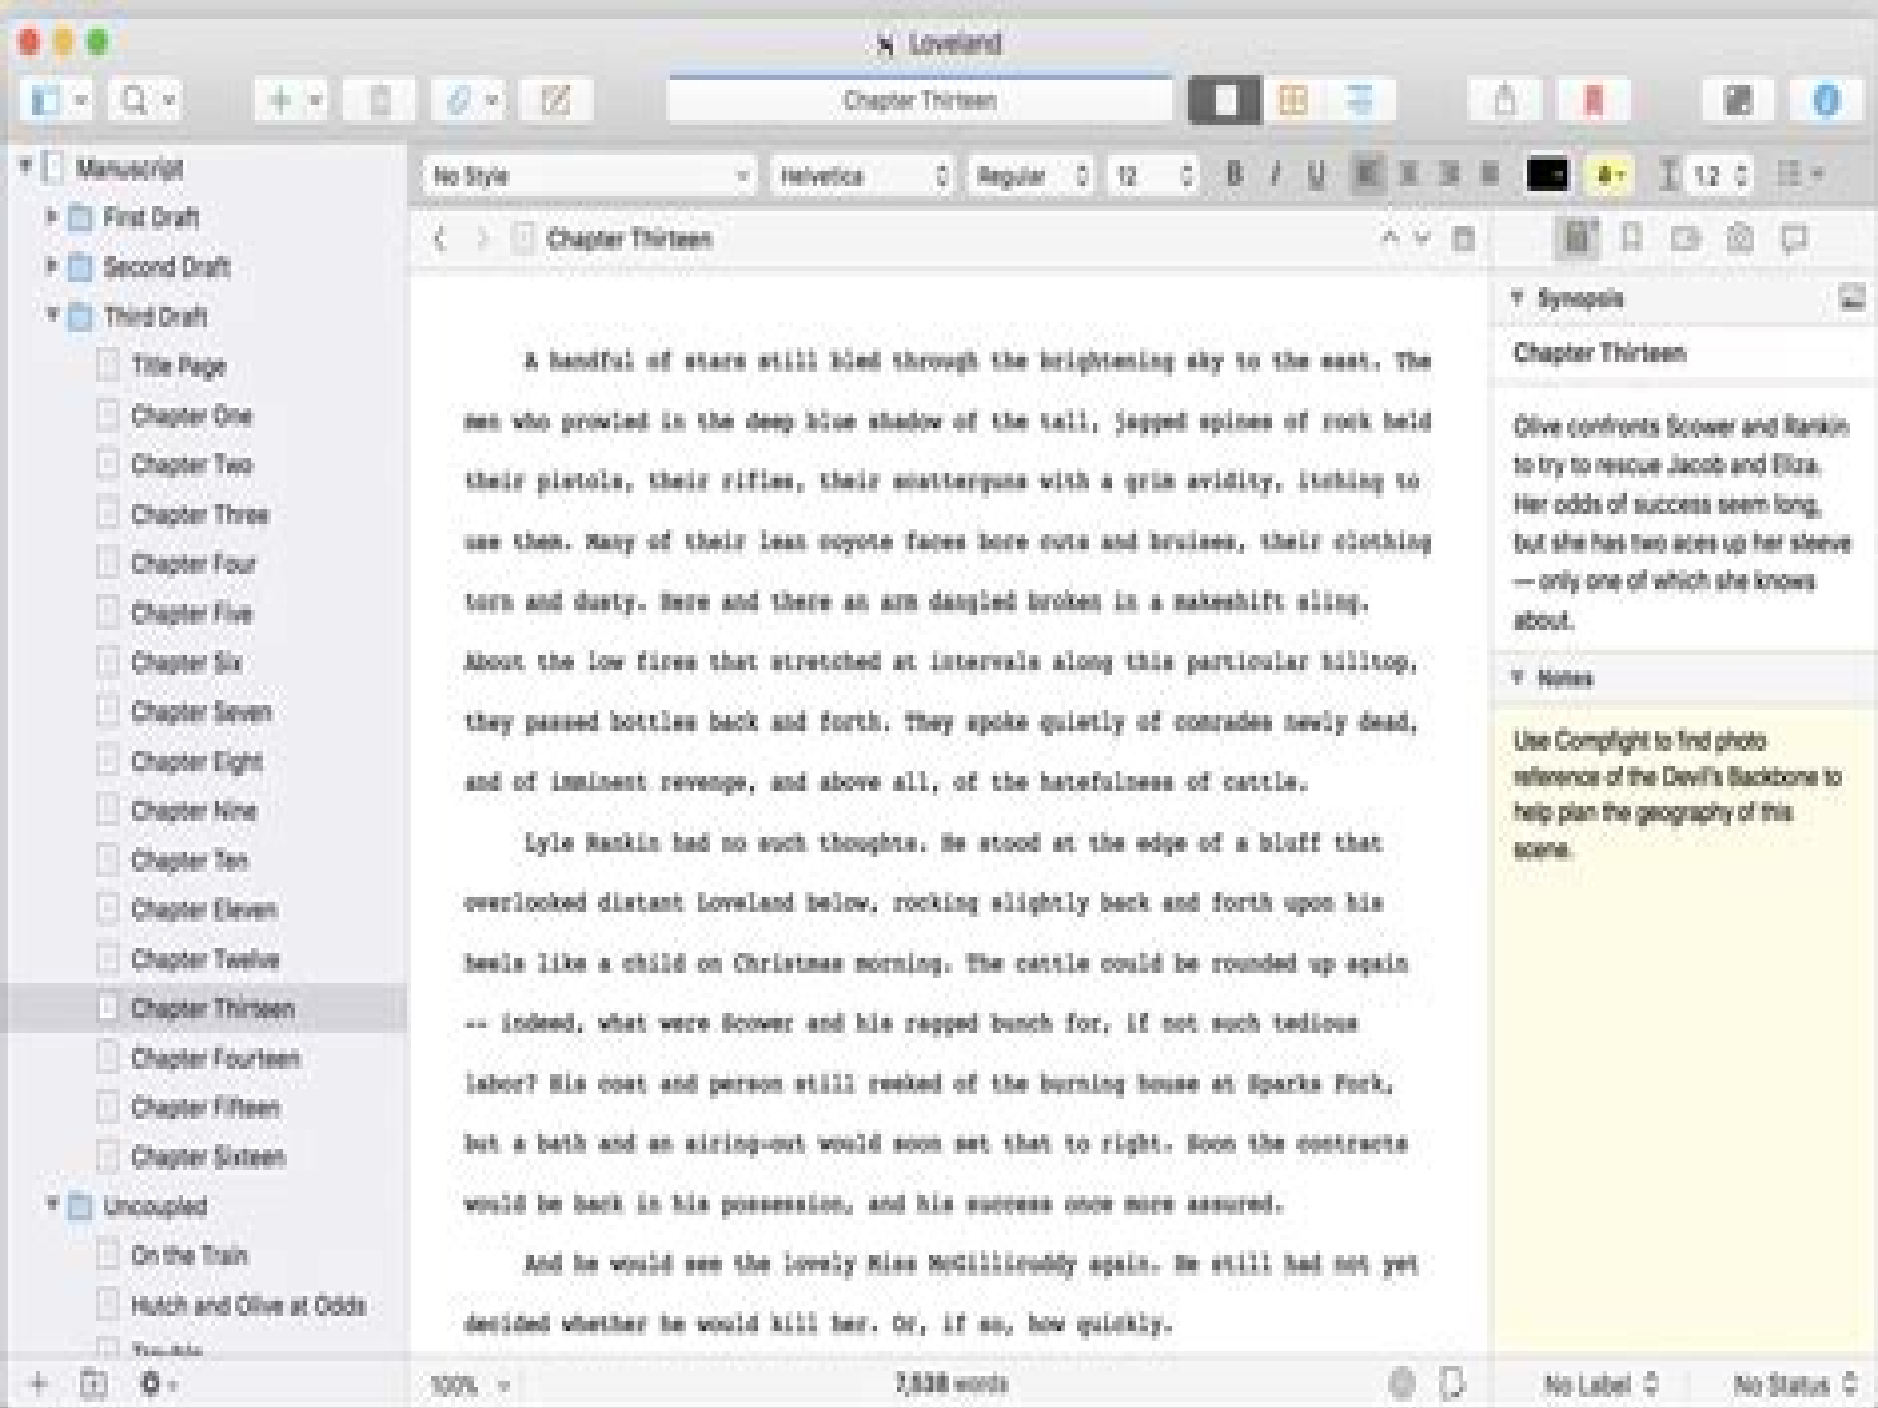 Loveland
Chapter Thirteen
Manuscript
First Draft
Second Draft
Third Draft
Title Page
Chapter One
Chapter Two
Chapter Three
Chapter Four
Chapter Five
Chapter Six
Chapter Seven
Chapter Eight
Chapter Nine
Chapter Ten
Chapter Eleven
Chapter Twelve
Chapter Thirteen
Chapter Fourteen
Chapter Fifteen
Chapter Sixteen
Uncoupled
On the Train
Hutch and Olive at Odds
No Style
Helvetica
Regular
12
B I U
a
1.2
Chapter Thirteen
A handful of stars still bled through the brightening sky to the east. The
men who prowled in the deep blue shadow of the tall, jagged spines of rock held
their pistols, their rifles, their scatterguns with a grim avidity, itching to
use them. Many of their lean coyote faces bore cuts and bruises, their clothing
torn and dusty. Here and there an arm dangled broken in a makeshift sling.
About the low fires that stretched at intervals along this particular hilltop,
they passed bottles back and forth. They spoke quietly of comrades newly dead,
and of imminent revenge, and above all, of the hatefulness of cattle.
Lyle Rankin had no such thoughts. He stood at the edge of a bluff that
overlooked distant Loveland below, rocking slightly back and forth upon his
heels like a child on Christmas morning. The cattle could be rounded up again
-- indeed, what were Scower and his ragged bunch for, if not such tedious
labor? His coat and person still reeked of the burning house at Sparks Fork,
but a bath and an airing-out would soon set that to right. Soon the contracts
would be back in his possession, and his success once more assured.
And he would see the lovely Miss McGillicuddy again. He still had not yet
decided whether he would kill her. Or, if so, how quickly.
100%
words
Synopsis
Chapter Thirteen
Olive confronts Scower and Rankin
to try to rescue Jacob and Eliza.
Her odds of success seem long,
but she has two aces up her sleeve
— only one of which she knows
about.
Notes
Use Compfight to find photo
reference of the Devil's Backbone to
help plan the geography of this
scene.
No Label
No Status